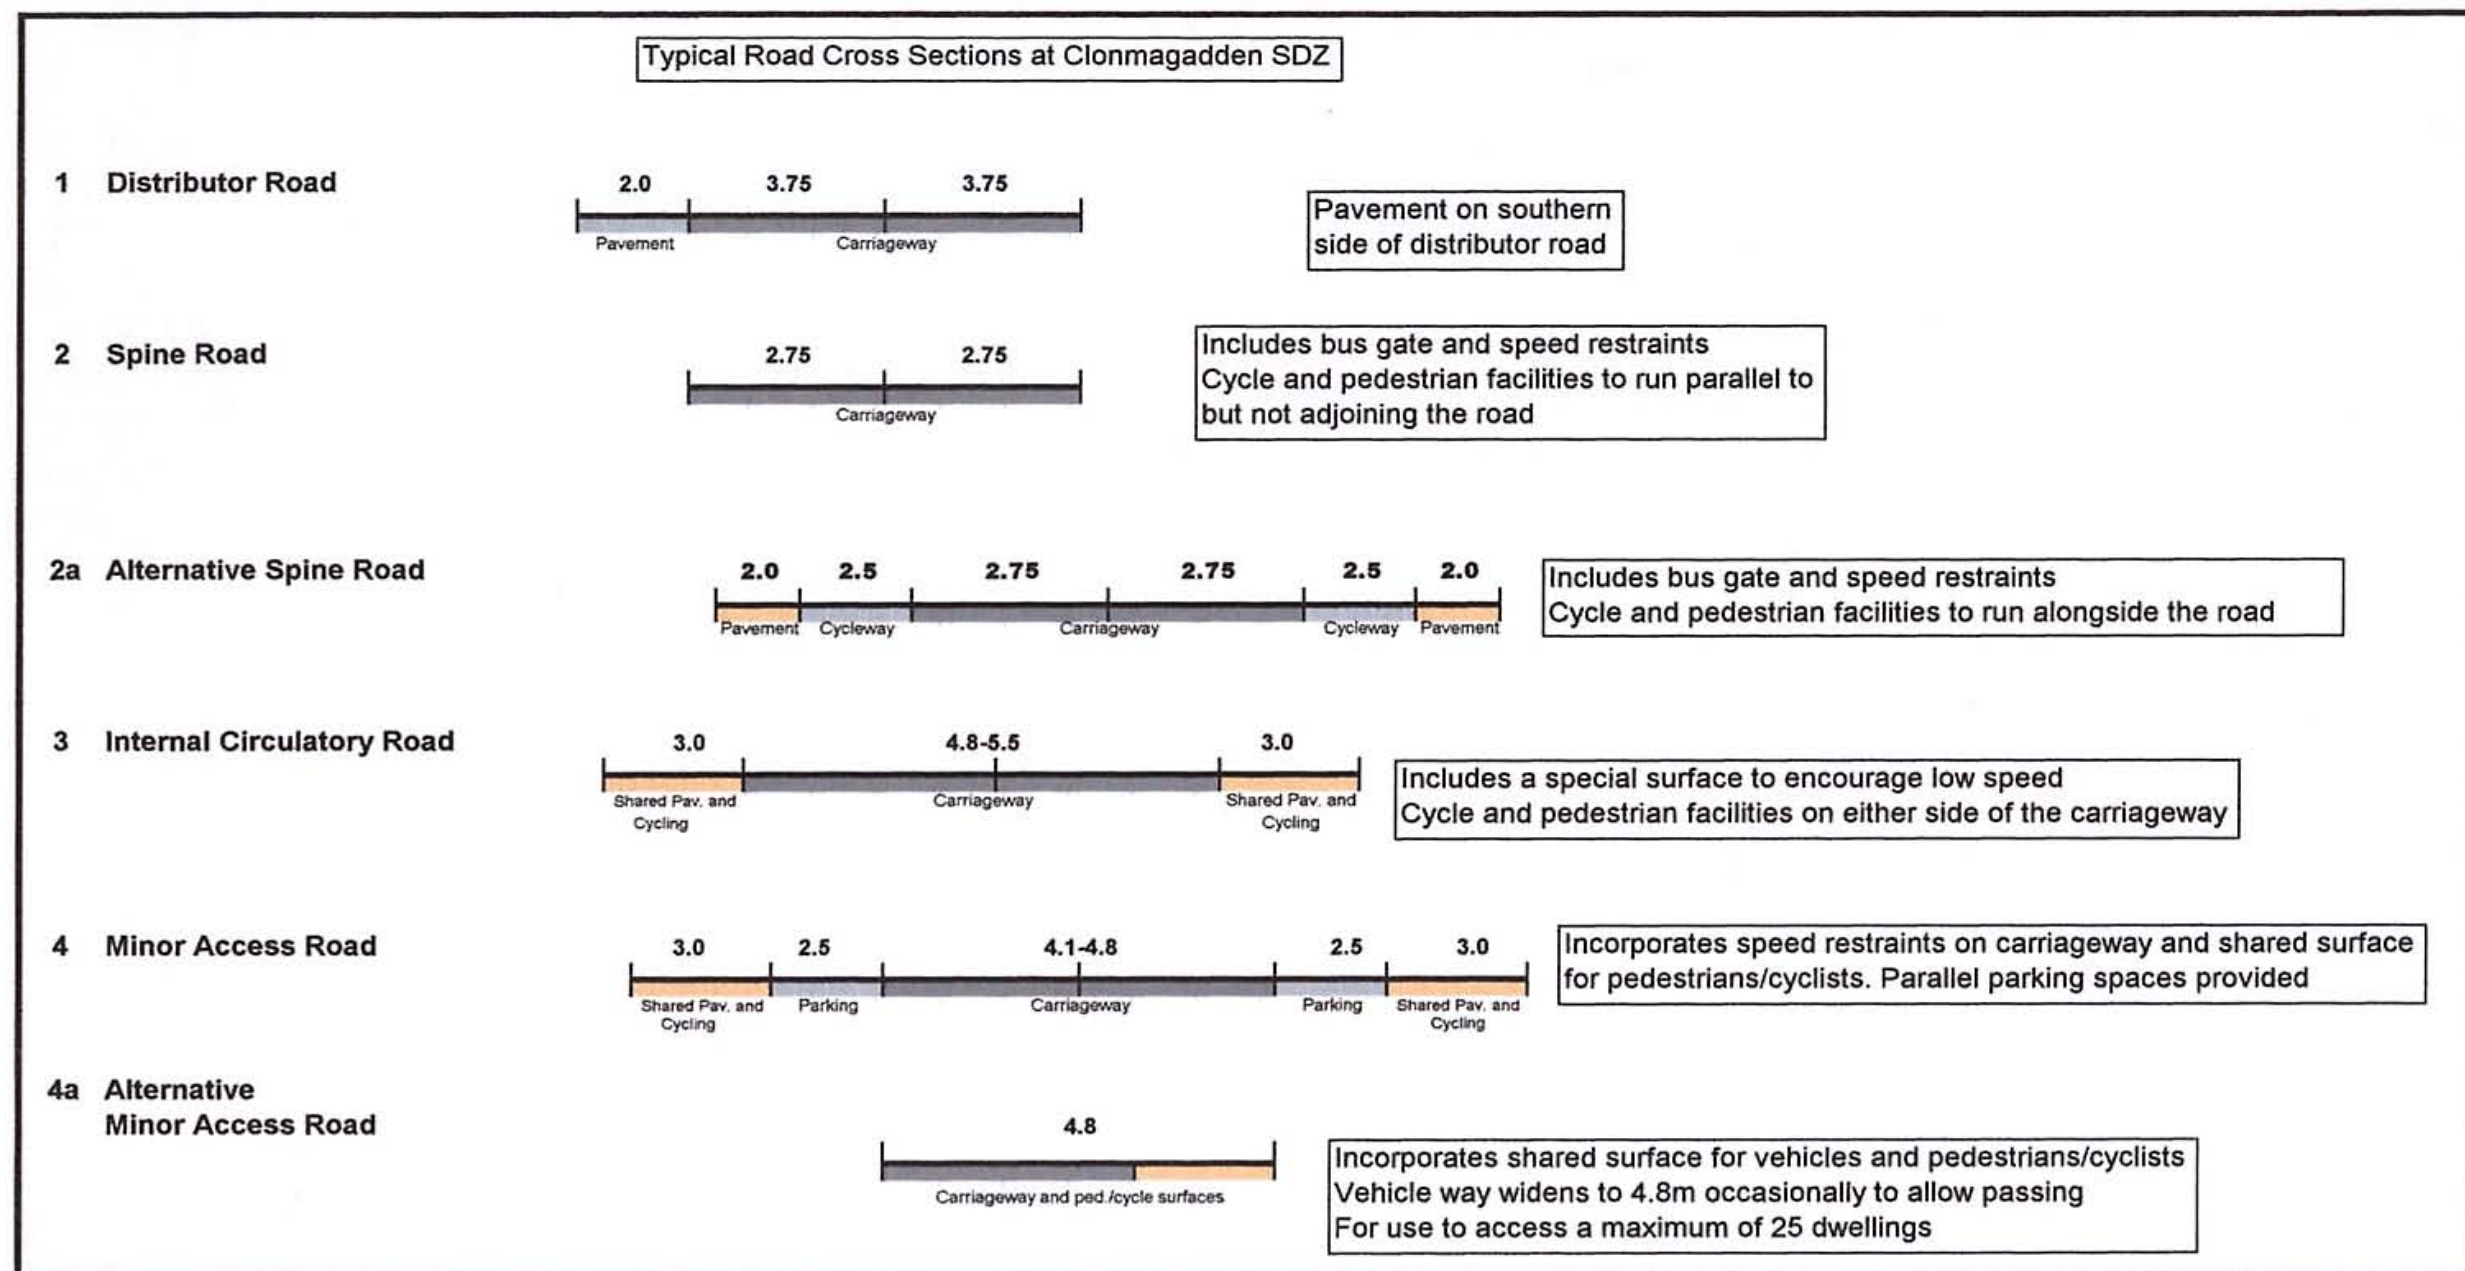 Typical Road Cross Sections at Clonmagadden SDZ
1 Distributor Road
2.0 3.75 3.75
Pavement Carriageway
Pavement on southern
side of distributor road
2 Spine Road
2.75 2.75
Carriageway
Includes bus gate and speed restraints
Cycle and pedestrian facilities to run parallel to
but not adjoining the road
2a Alternative Spine Road
2.0 2.5 2.75 2.75 2.5 2.0
Pavement Cycleway Carriageway Cycleway Pavement
Includes bus gate and speed restraints
Cycle and pedestrian facilities to run alongside the road
3 Internal Circulatory Road
3.0 4.8-5.5 3.0
Shared Pav. and Carriageway Shared Pav. and
Cycling Cycling
Includes a special surface to encourage low speed
Cycle and pedestrian facilities on either side of the carriageway
4 Minor Access Road
3.0 2.5 4.1-4.8 2.5 3.0
Shared Pav. and Parking Carriageway Parking Shared Pav. and
Cycling Cycling
Incorporates speed restraints on carriageway and shared surface
for pedestrians/cyclists. Parallel parking spaces provided
4a Alternative
Minor Access Road
4.8
Carriageway and ped./cycle surfaces
Incorporates shared surface for vehicles and pedestrians/cyclists
Vehicle way widens to 4.8m occasionally to allow passing
For use to access a maximum of 25 dwellings